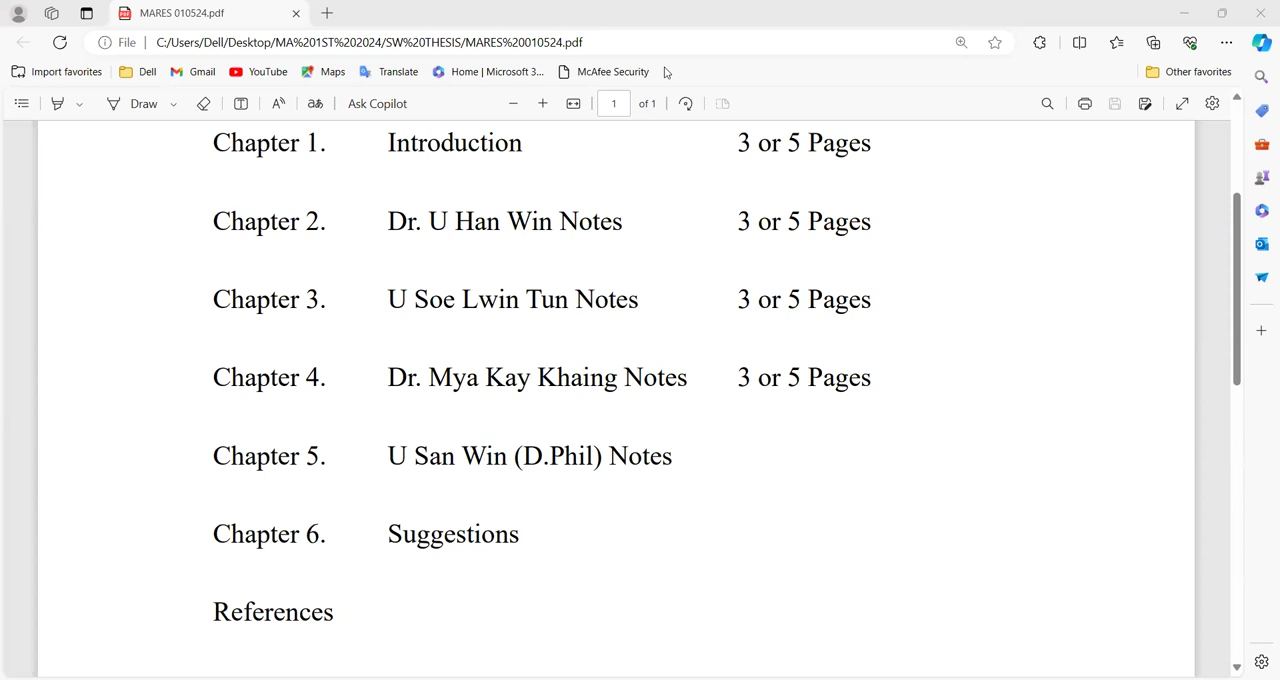 MARES 010524.pdf
File C:/Users/Dell/Desktop/MA%201ST%202024/SW%20THESIS/MARES%20010524.pdf
Import favorites Dell Gmail YouTube Maps Translate Home | Microsoft 3... McAfee Security Other favorites
Draw A aあ Ask Copilot 1 of 1
Chapter 1. Introduction 3 or 5 Pages
Chapter 2. Dr. U Han Win Notes 3 or 5 Pages
Chapter 3. U Soe Lwin Tun Notes 3 or 5 Pages
Chapter 4. Dr. Mya Kay Khaing Notes 3 or 5 Pages
Chapter 5. U San Win (D.Phil) Notes
Chapter 6. Suggestions
References